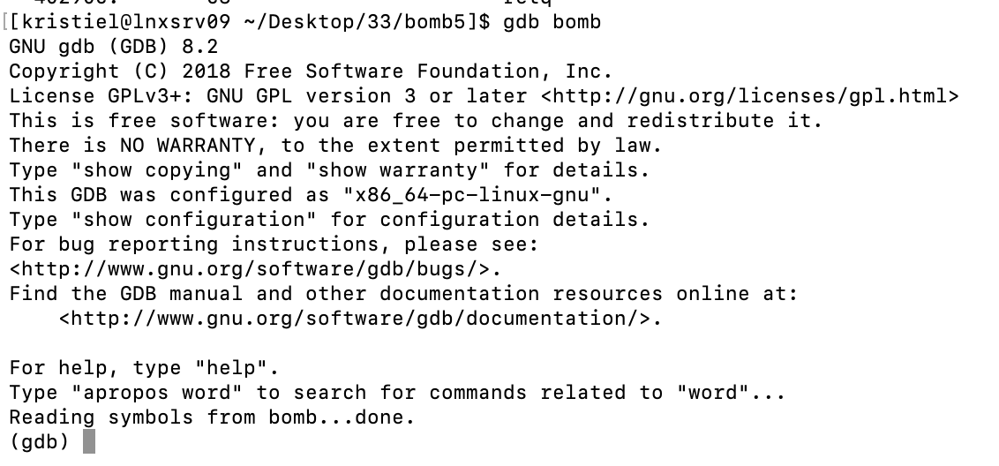 [[kristiel@lnxsrv09 ~/Desktop/33/bomb5]$ gdb bomb
GNU gdb (GDB) 8.2
Copyright (C) 2018 Free Software Foundation, Inc.
License GPLv3+: GNU GPL version 3 or later <http://gnu.org/licenses/gpl.html>
This is free software: you are free to change and redistribute it.
There is NO WARRANTY, to the extent permitted by law.
Type "show copying" and "show warranty" for details.
This GDB was configured as "x86_64-pc-linux-gnu".
Type "show configuration" for configuration details.
For bug reporting instructions, please see:
<http://www.gnu.org/software/gdb/bugs/>.
Find the GDB manual and other documentation resources online at:
    <http://www.gnu.org/software/gdb/documentation/>.

For help, type "help".
Type "apropos word" to search for commands related to "word"...
Reading symbols from bomb...done.
(gdb)